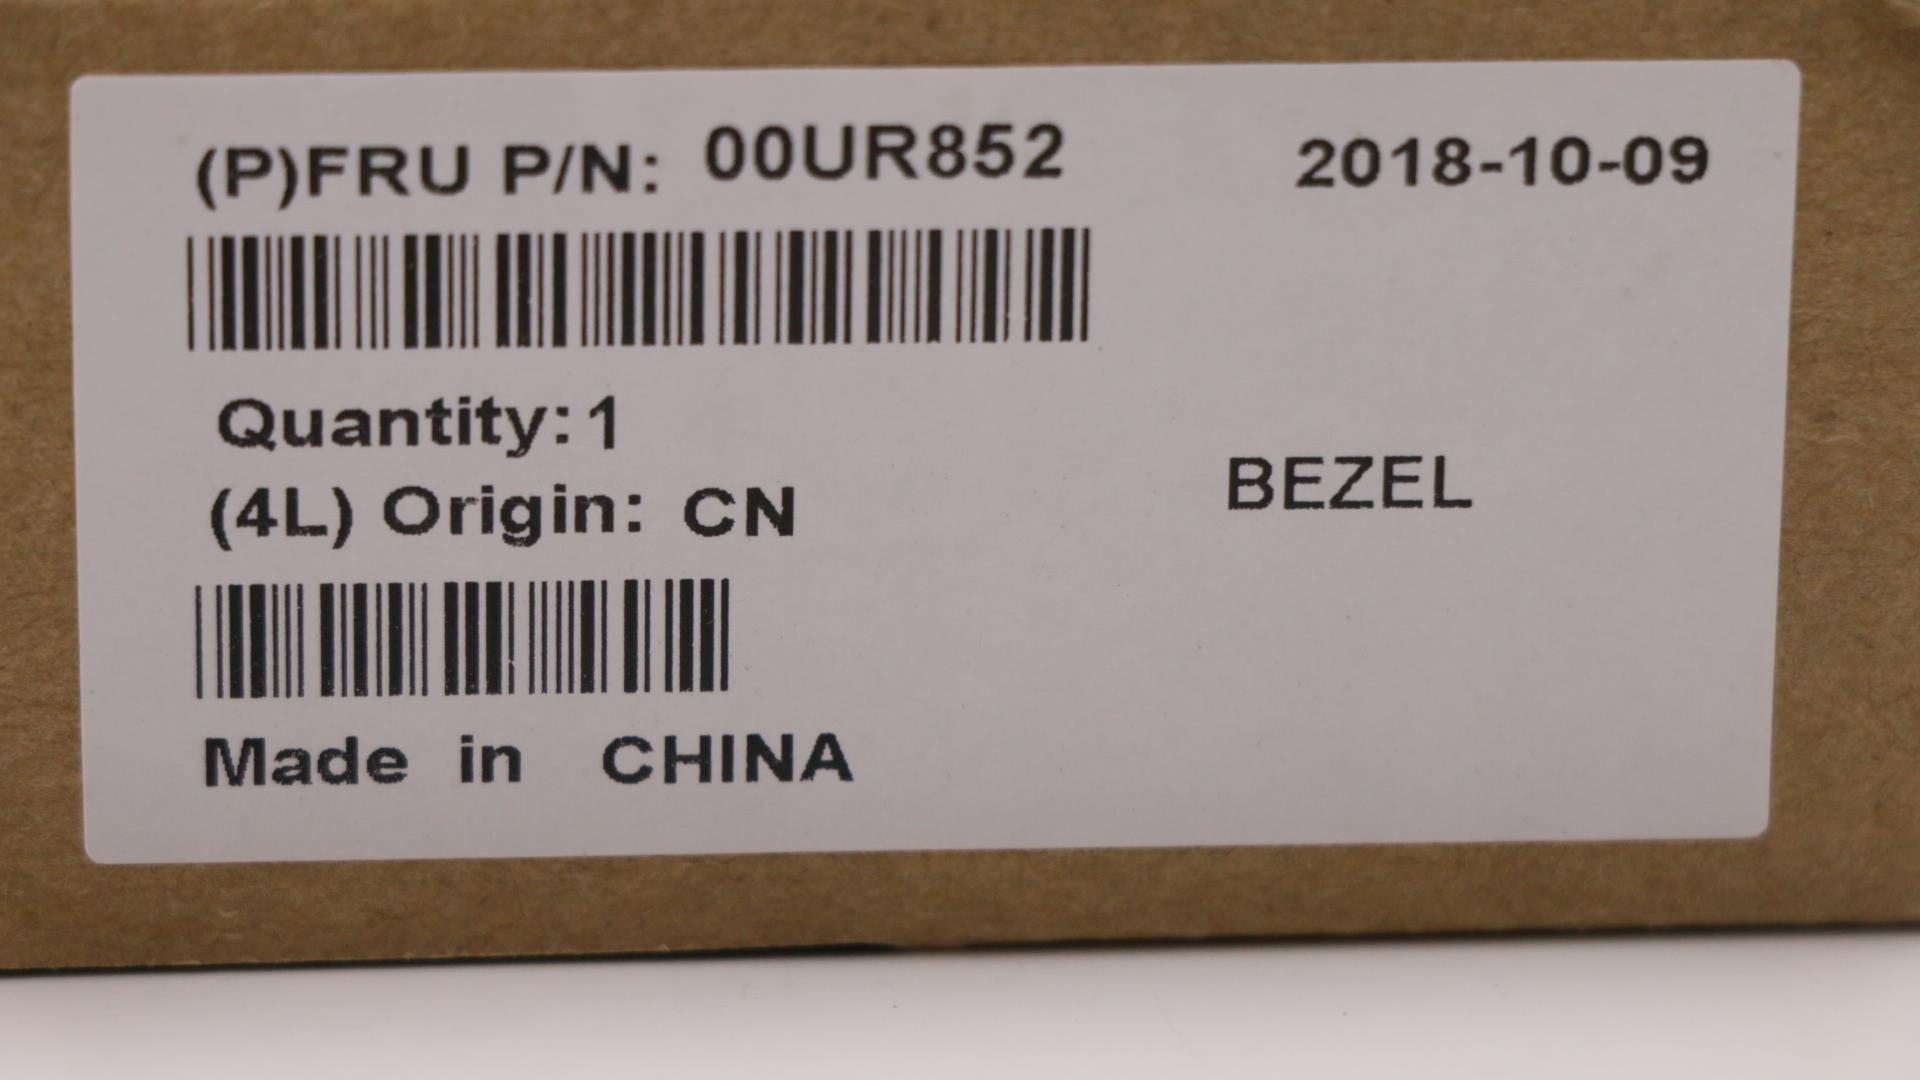 (P)FRU P/N: 00UR852 2018-10-09
Quantity: 1
(4L) Origin: CN
BEZEL
Made in CHINA